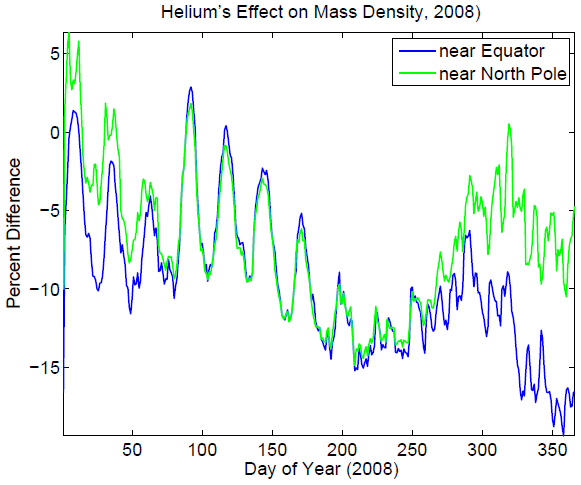 Helium's Effect on Mass Density, 2008)
near Equator
near North Pole
Percent Difference
5
0
−5
−10
−15
50 100 150 200 250 300 350
Day of Year (2008)